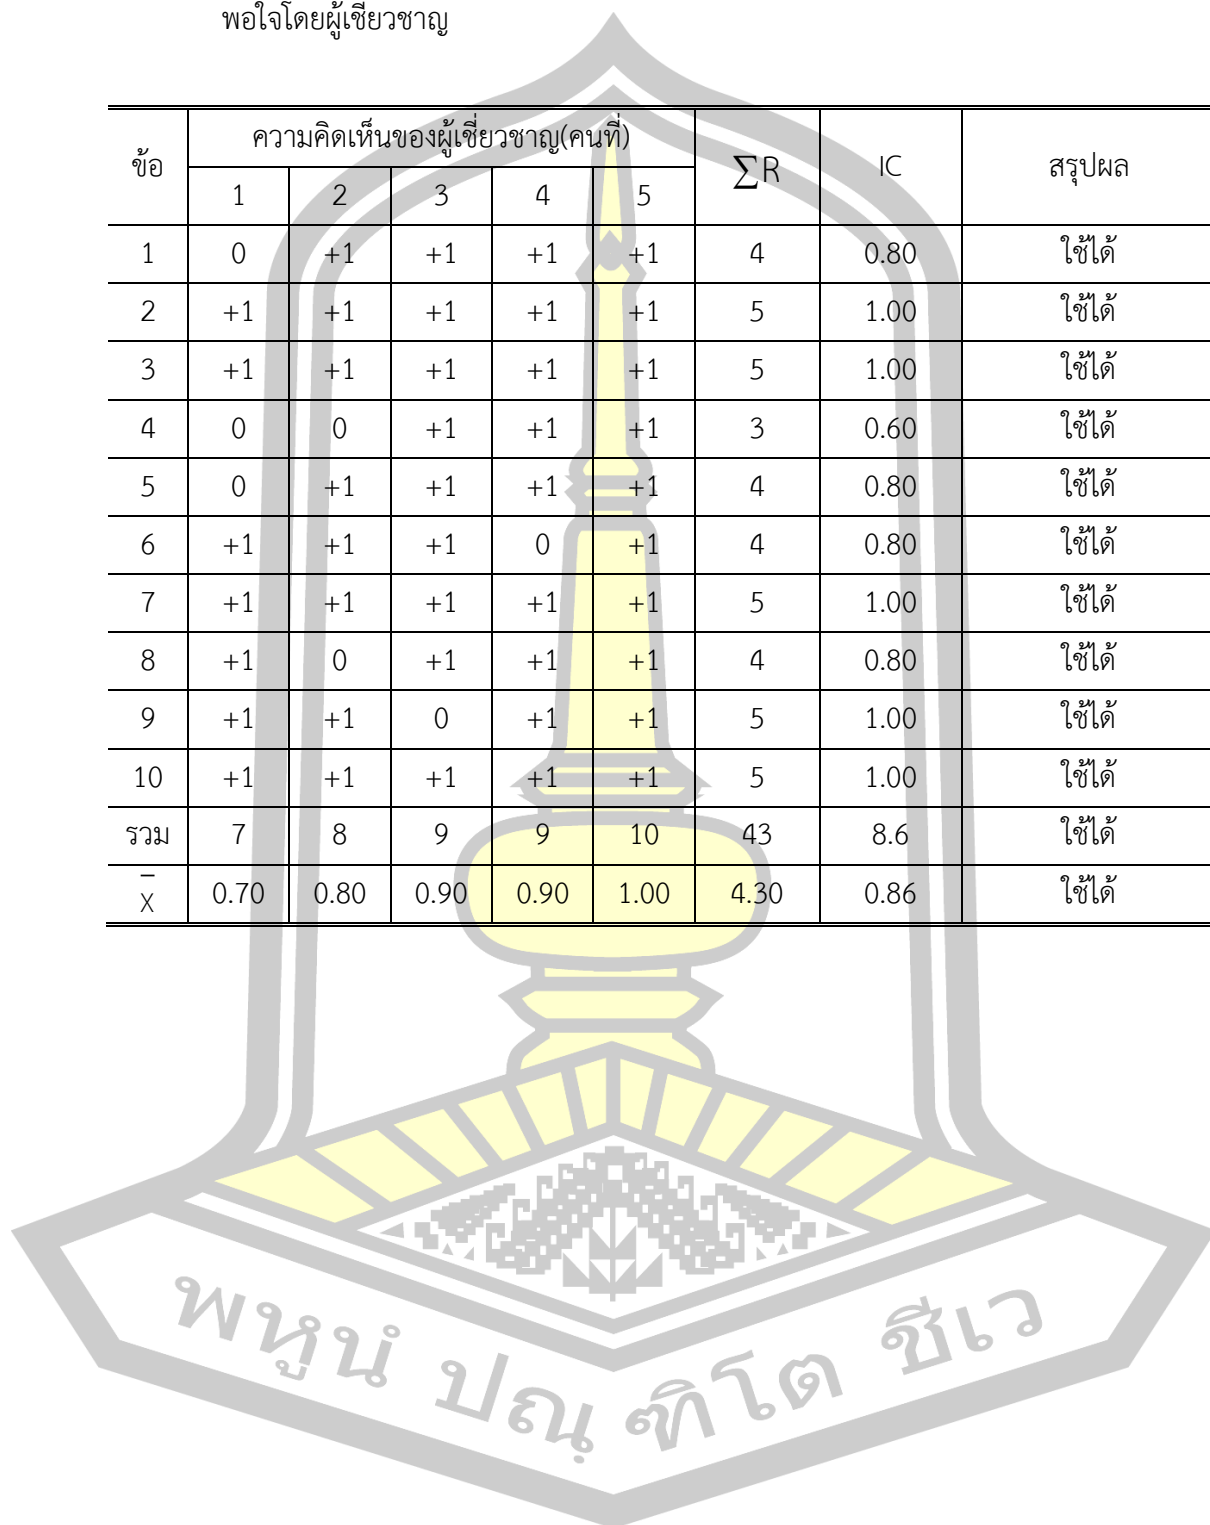 พอใจโดยผู้เชี่ยวชาญ
ข้อ ความคิดเห็นของผู้เชี่ยวชาญ(คนที่) ∑R IC สรุปผล
1 2 3 4 5
1 0 +1 +1 +1 +1 4 0.80 ใช้ได้
2 +1 +1 +1 +1 +1 5 1.00 ใช้ได้
3 +1 +1 +1 +1 +1 5 1.00 ใช้ได้
4 0 0 +1 +1 +1 3 0.60 ใช้ได้
5 0 +1 +1 +1 +1 4 0.80 ใช้ได้
6 +1 +1 +1 0 +1 4 0.80 ใช้ได้
7 +1 +1 +1 +1 +1 5 1.00 ใช้ได้
8 +1 0 +1 +1 +1 4 0.80 ใช้ได้
9 +1 +1 0 +1 +1 5 1.00 ใช้ได้
10 +1 +1 +1 +1 +1 5 1.00 ใช้ได้
รวม 7 8 9 9 10 43 8.6 ใช้ได้
X̄ 0.70 0.80 0.90 0.90 1.00 4.30 0.86 ใช้ได้
พหูนํ ปณฺฑิโต ชีเว